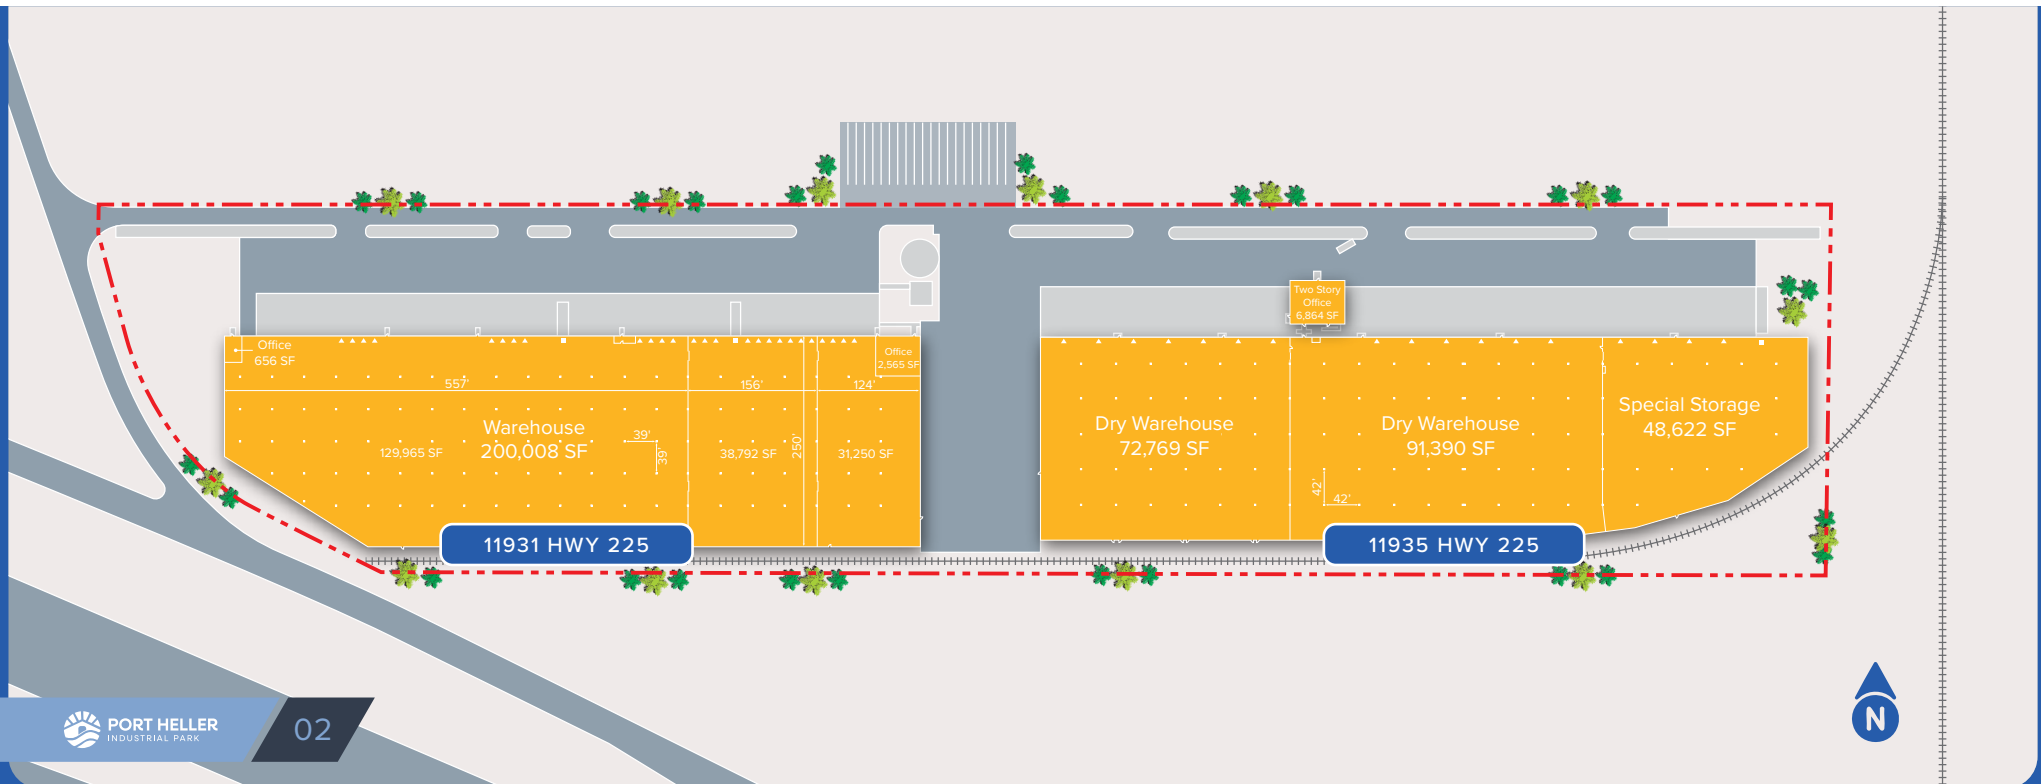 Two Story
Office
6,864 SF
Office
656 SF
Office
2,565 SF
557'
156'
124'
Warehouse
200,008 SF
129,965 SF
39'
39'
38,792 SF
250'
31,250 SF
Dry Warehouse
72,769 SF
Dry Warehouse
91,390 SF
42'
42'
Special Storage
48,622 SF
11931 HWY 225
11935 HWY 225
PORT HELLER
INDUSTRIAL PARK
02
N